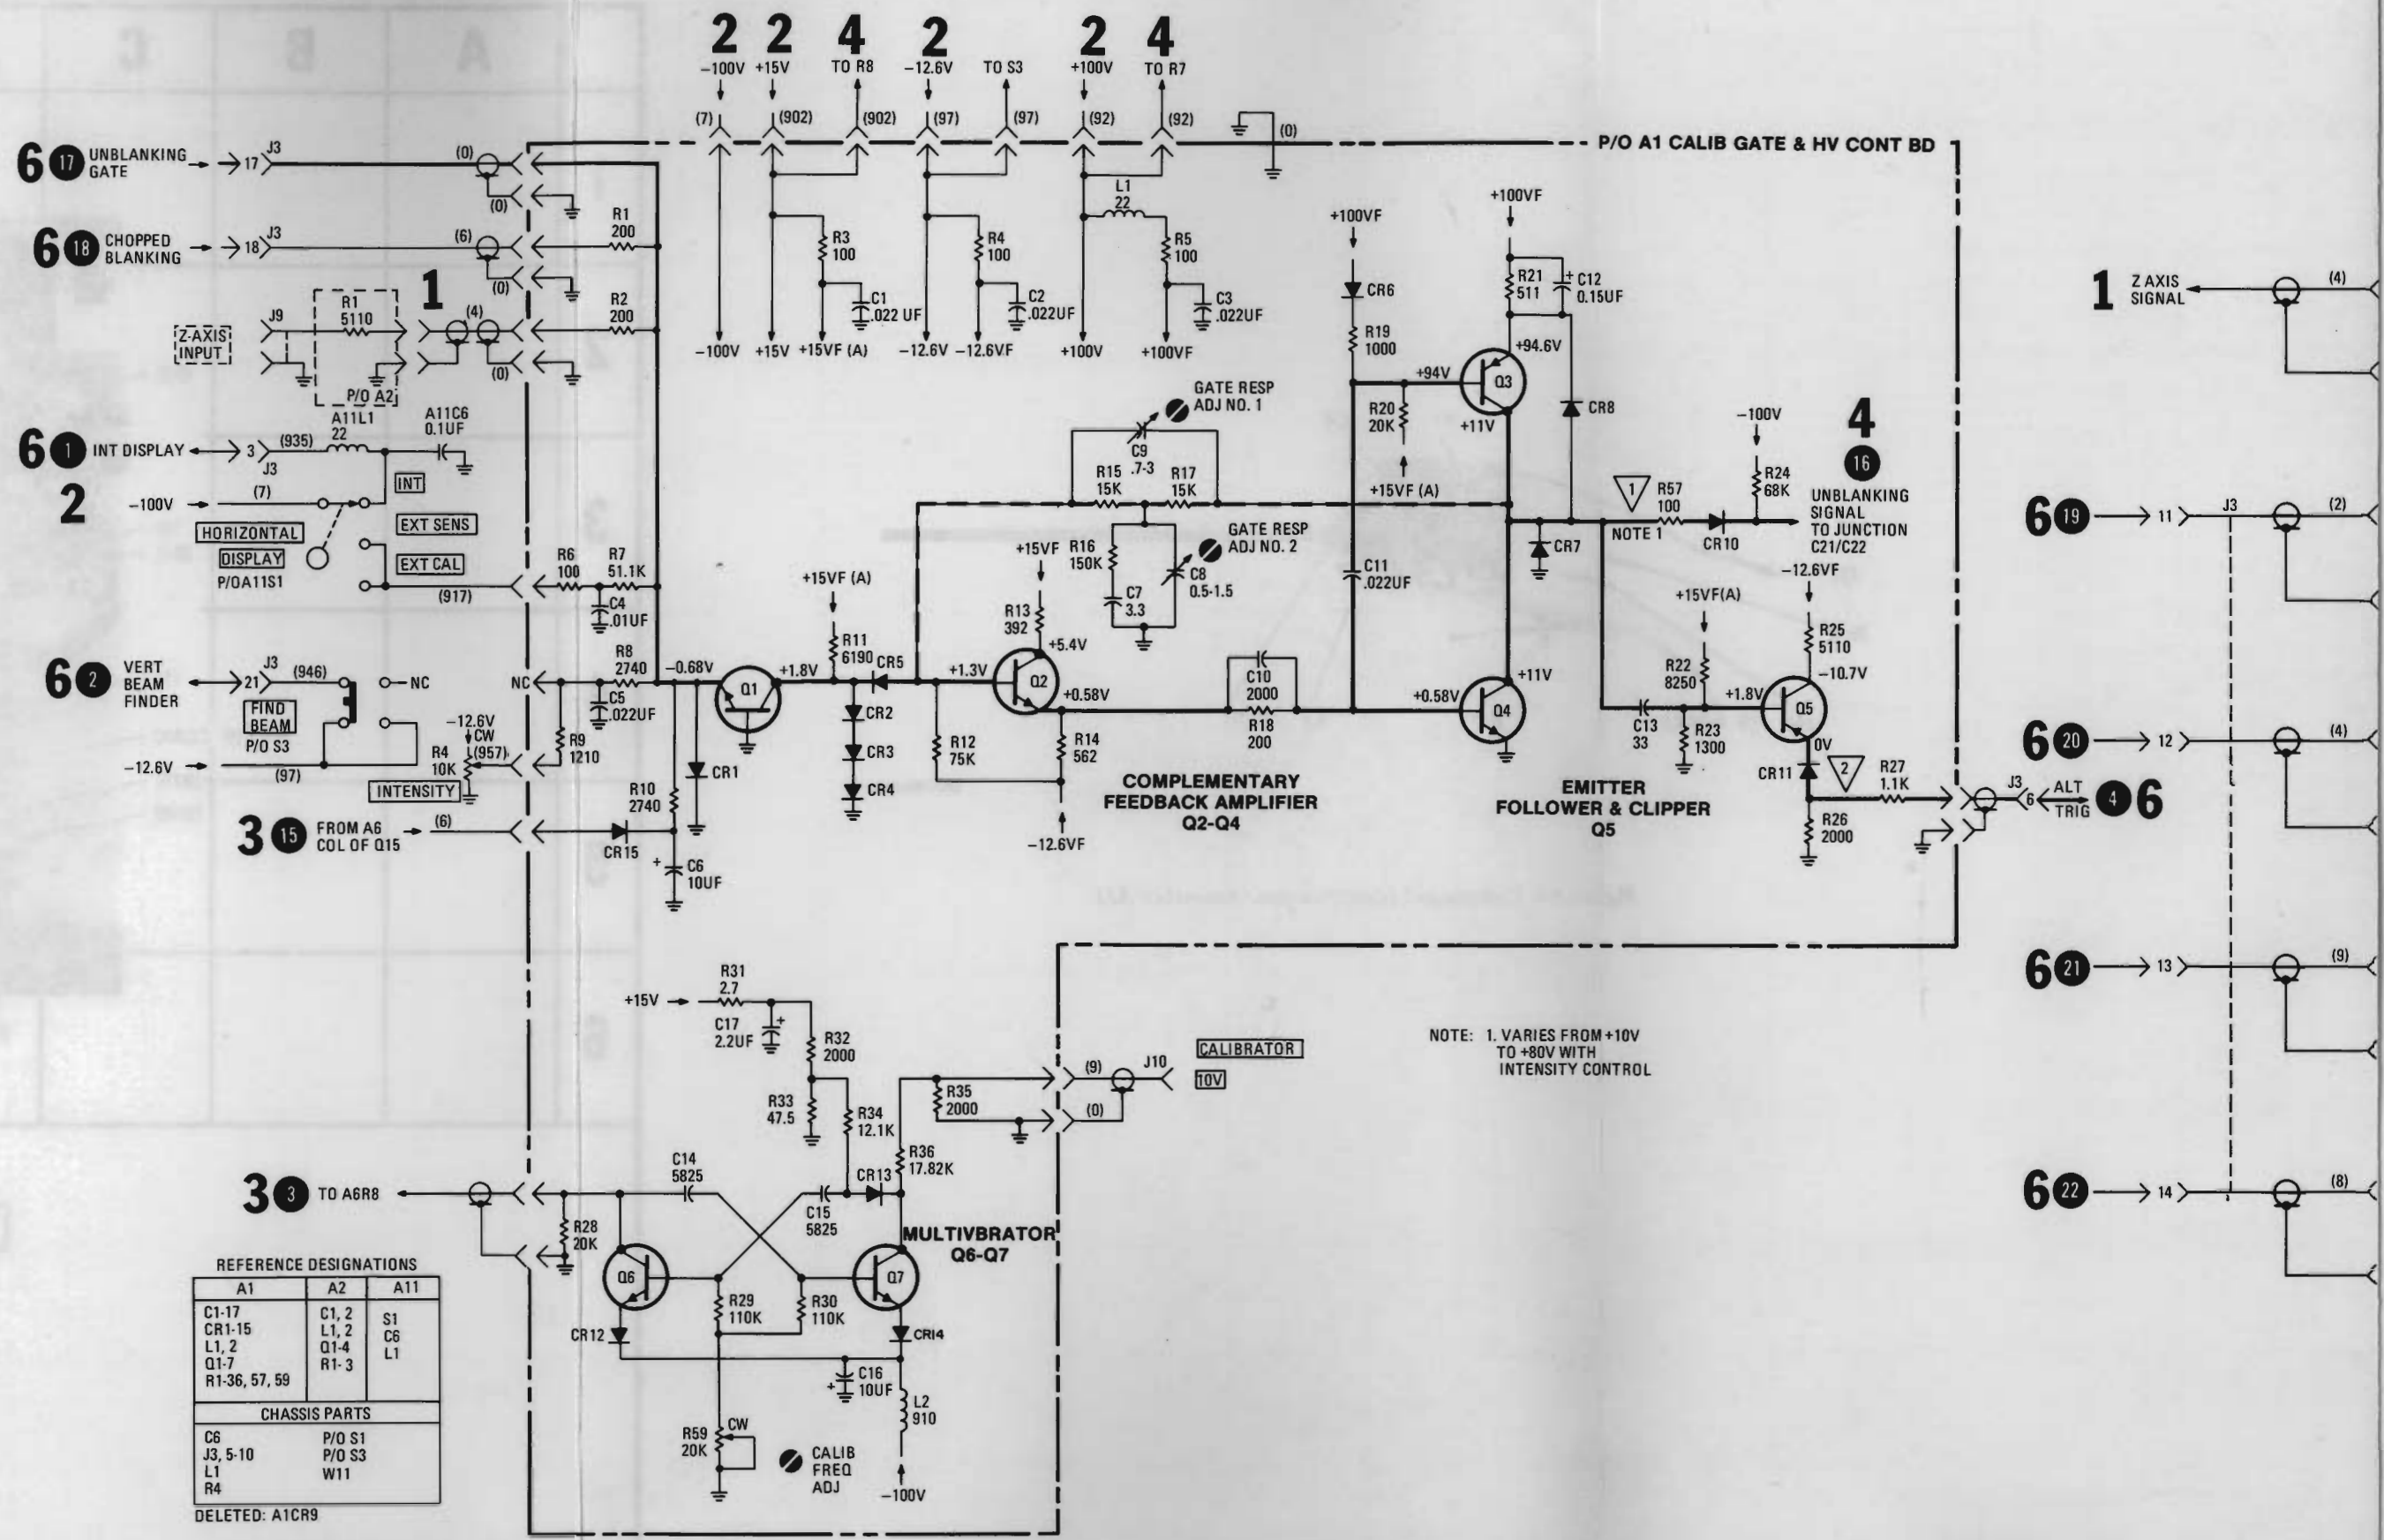 2 2 4 2 2 4
-100V +15V TO R8 -12.6V TO S3 +100V TO R7
(7) (902) (902) (97) (97) (92) (92) (0)
P/O A1 CALIB GATE & HV CONT BD
6 17 UNBLANKING GATE 17 J3 (0)
(0)
6 18 CHOPPED BLANKING 18 J3 (6)
(0)
R1 200
R2 200
1
Z-AXIS INPUT
J9
R1 5110
(4)
(0)
P/O A2
R3 100
C1 .022 UF
R4 100
C2 .022UF
L1 22
R5 100
C3 .022UF
-100V +15V +15VF (A) -12.6V -12.6VF +100V +100VF
6 1 INT DISPLAY 3 J3 (935)
A11L1 22
A11C6 0.1UF
2 -100V (7)
INT
HORIZONTAL DISPLAY
P/OA11S1
EXT SENS
EXT CAL
(917)
R6 100
R7 51.1K
C4 .01UF
6 2 VERT BEAM FINDER
21 J3 (946)
NC
NC
FIND BEAM
P/O S3
-12.6V
(97)
-12.6V
CW
(957)
R4 10K
INTENSITY
R8 2740
C5 .022UF
R9 1210
R10 2740
3 15 FROM A6 COL OF Q15 (6)
CR15
C6 10UF
+
CR1
-0.68V
Q1
+1.8V
+15VF (A)
R11 6190
CR5
CR2
CR3
CR4
+1.3V
R12 75K
Q2
+15VF
R13 392
+5.4V
+0.58V
R14 562
-12.6VF
GATE RESP ADJ NO. 1
C9 .7-3
R15 15K
R17 15K
R16 150K
C7 3.3
GATE RESP ADJ NO. 2
C8 0.5-1.5
C10 2000
R18 200
COMPLEMENTARY
FEEDBACK AMPLIFIER
Q2-Q4
+100VF
CR6
R19 1000
+94V
R20 20K
+15VF (A)
C11 .022UF
+100VF
R21 511
+
C12 0.15UF
+94.6V
Q3
+11V
CR8
CR7
+0.58V
+11V
Q4
1
NOTE 1
R57 100
CR10
-100V
R24 68K
4
16
UNBLANKING
SIGNAL
TO JUNCTION
C21/C22
-12.6VF
R25 5110
-10.7V
+15VF(A)
R22 8250
+1.8V
C13 33
R23 1300
Q5
0V
CR11
2
R27 1.1K
R26 2000
J3
6
ALT TRIG 4 6
EMITTER
FOLLOWER & CLIPPER
Q5
1 Z AXIS SIGNAL (4)
6 19 11 J3 (2)
6 20 12 (4)
6 21 13 (9)
6 22 14 (8)
+15V
R31 2.7
C17 2.2UF
+
R32 2000
R33 47.5
R34 12.1K
R35 2000
R36 17.82K
(9)
(0)
J10
CALIBRATOR
10V
NOTE: 1. VARIES FROM +10V
TO +80V WITH
INTENSITY CONTROL
3 3 TO A6R8
R28 20K
C14 5825
C15 5825
CR13
MULTIVBRATOR
Q6-Q7
Q6
Q7
R29 110K
R30 110K
CR12
CR14
C16 10UF
+
L2 910
-100V
R59 20K
CW
CALIB
FREQ
ADJ
REFERENCE DESIGNATIONS
A1 A2 A11
C1-17 C1, 2 S1
CR1-15 L1, 2 C6
L1, 2 Q1-4 L1
Q1-7 R1-3
R1-36, 57, 59
CHASSIS PARTS
C6 P/O S1
J3, 5-10 P/O S3
L1 W11
R4
DELETED: A1CR9